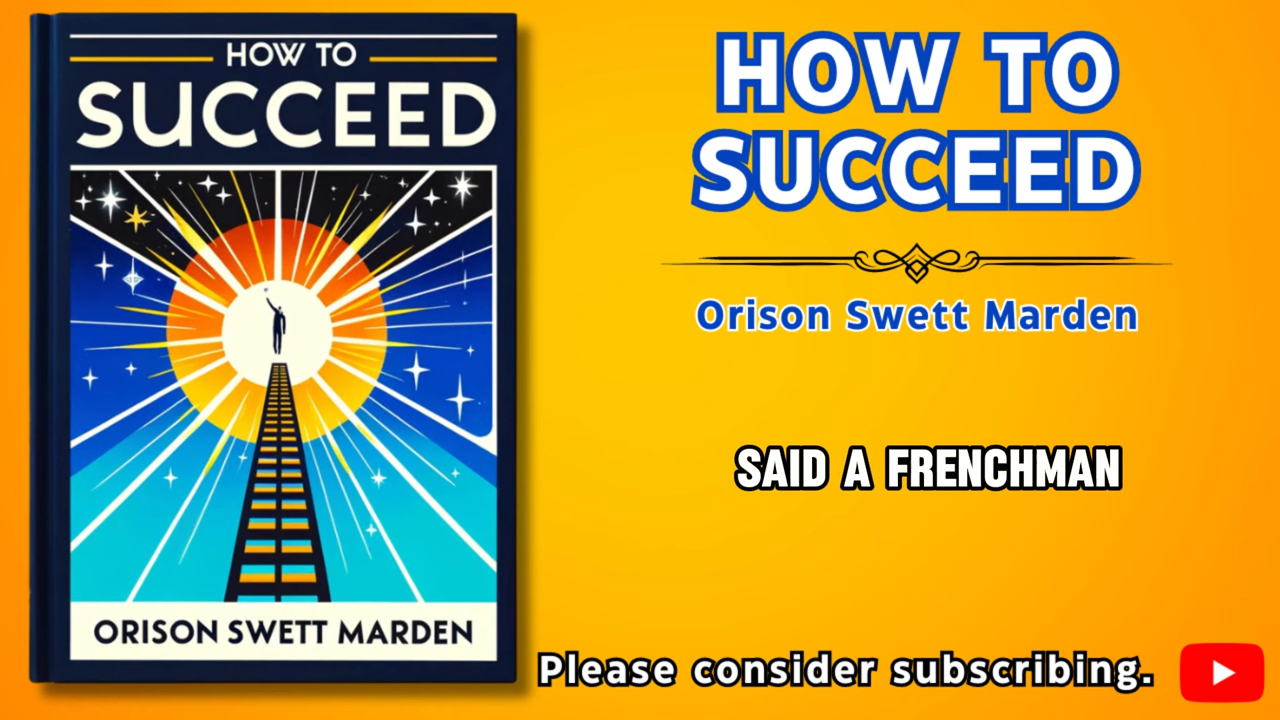 HOW TO
SUCCEED
ORISON SWETT MARDEN
HOW TO
SUCCEED
Orison Swett Marden
SAID A FRENCHMAN
Please consider subscribing.